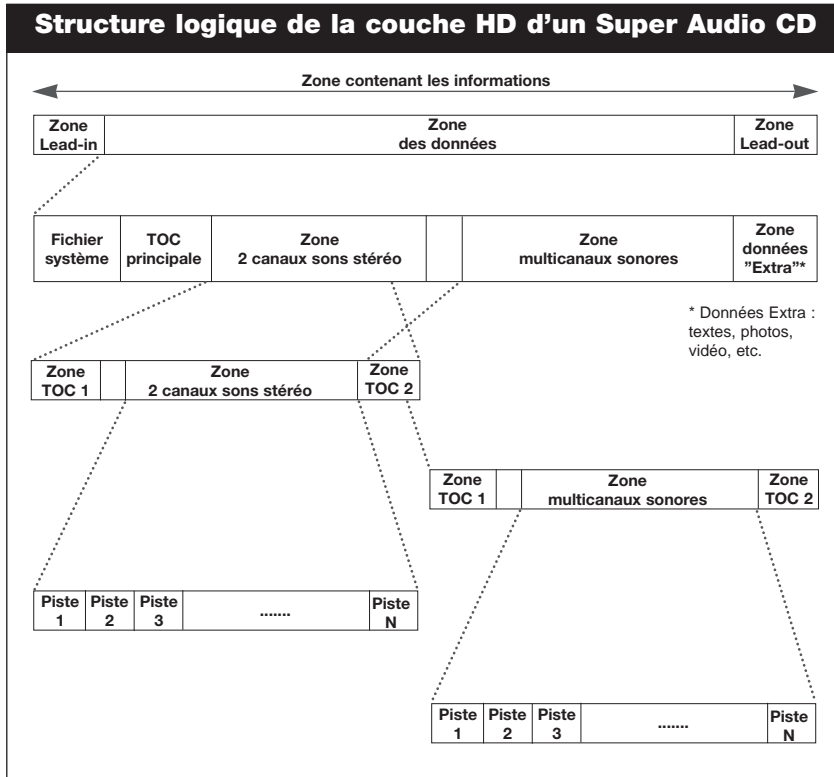 Structure logique de la couche HD d’un Super Audio CD
Zone contenant les informations
Zone
Lead-in
Zone
des données
Zone
Lead-out
Fichier
système
TOC
principale
Zone
2 canaux sons stéréo
Zone
multicanaux sonores
Zone
données
”Extra”*
* Données Extra :
textes, photos,
vidéo, etc.
Zone
TOC 1
Zone
2 canaux sons stéréo
Zone
TOC 2
Zone
TOC 1
Zone
multicanaux sonores
Zone
TOC 2
Piste
1
Piste
2
Piste
3
.......
Piste
N
Piste
1
Piste
2
Piste
3
.......
Piste
N